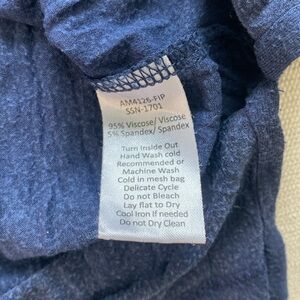 AM4126-FIP
SSN-1701
95% Viscose/ Viscose
5% Spandex/ Spandex
Turn Inside Out
Hand Wash cold
Recommended or
Machine Wash
Cold in mesh bag
Delicate Cycle
Do not Bleach
Lay flat to Dry
Cool Iron if needed
Do not Dry Clean